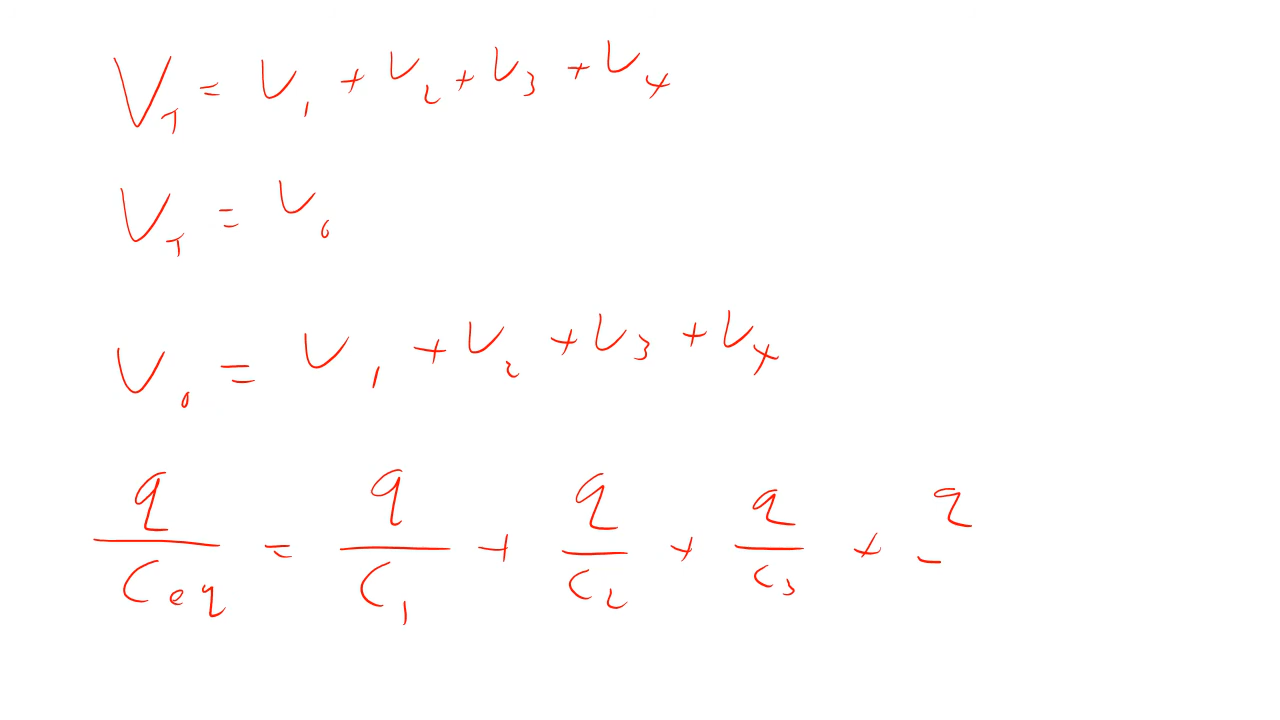 V_T = V_1 + V_2 + V_3 + V_4
V_T = V_0
V_0 = V_1 + V_2 + V_3 + V_4
q/C_eq = q/C_1 + q/C_2 + q/C_3 + q/